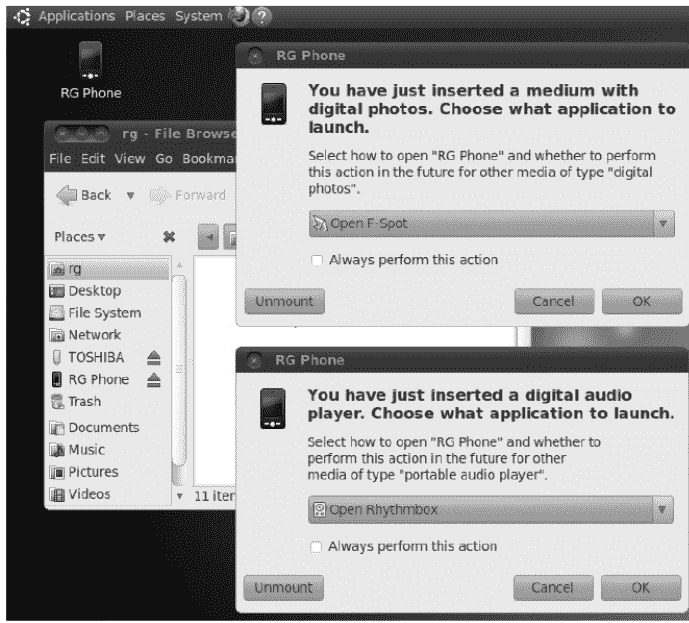 Applications Places System
RG Phone
rg - File Browse
File Edit View Go Bookma
Back Forward
Places
rg
Desktop
File System
Network
TOSHIBA
RG Phone
Trash
Documents
Music
Pictures
Videos
11 iter
RG Phone
You have just inserted a medium with
digital photos. Choose what application to
launch.
Select how to open "RG Phone" and whether to perform
this action in the future for other media of type "digital
photos".
Open F-Spot
Always perform this action
Unmount Cancel OK
RG Phone
You have just inserted a digital audio
player. Choose what application to launch.
Select how to open "RG Phone" and whether to
perform this action in the future for other
media of type "portable audio player".
Open Rhythmbox
Always perform this action
Unmount Cancel OK